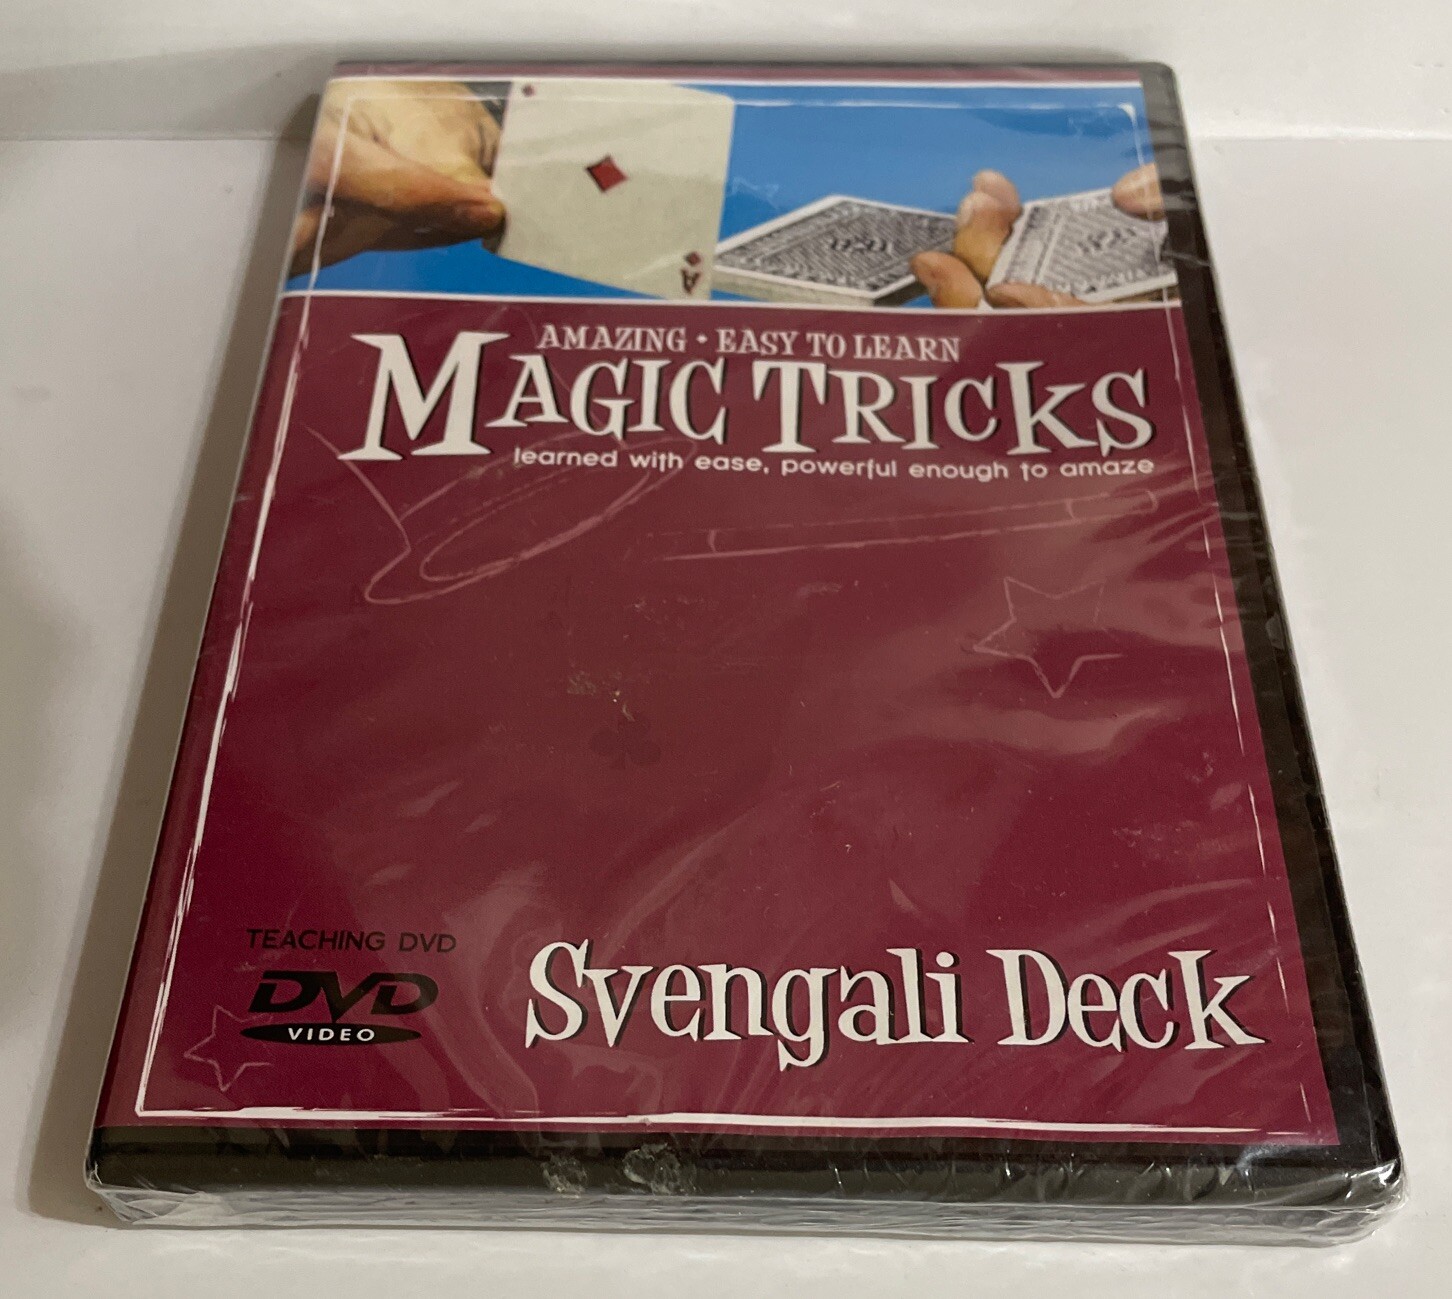 A
AMAZING • EASY TO LEARN
MAGIC TRICKS
learned with ease, powerful enough to amaze
TEACHING DVD
DVD
VIDEO
Svengali Deck